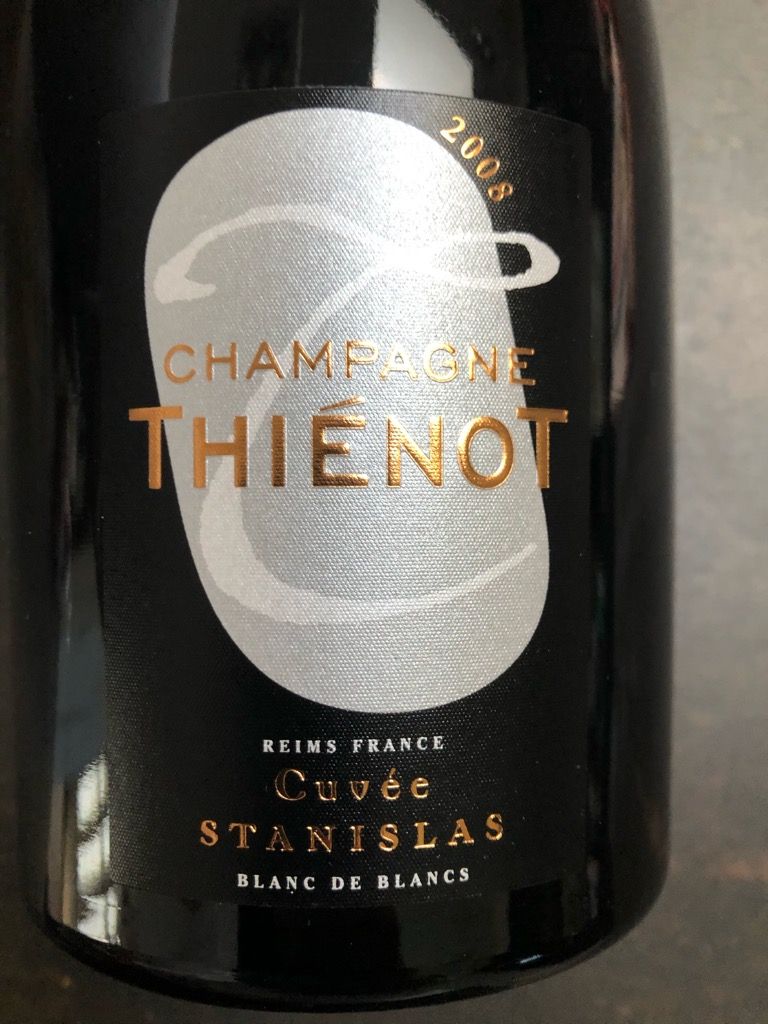 2008
CHAMPAGNE
THIÉNOT
REIMS FRANCE
Cuvée
STANISLAS
BLANC DE BLANCS